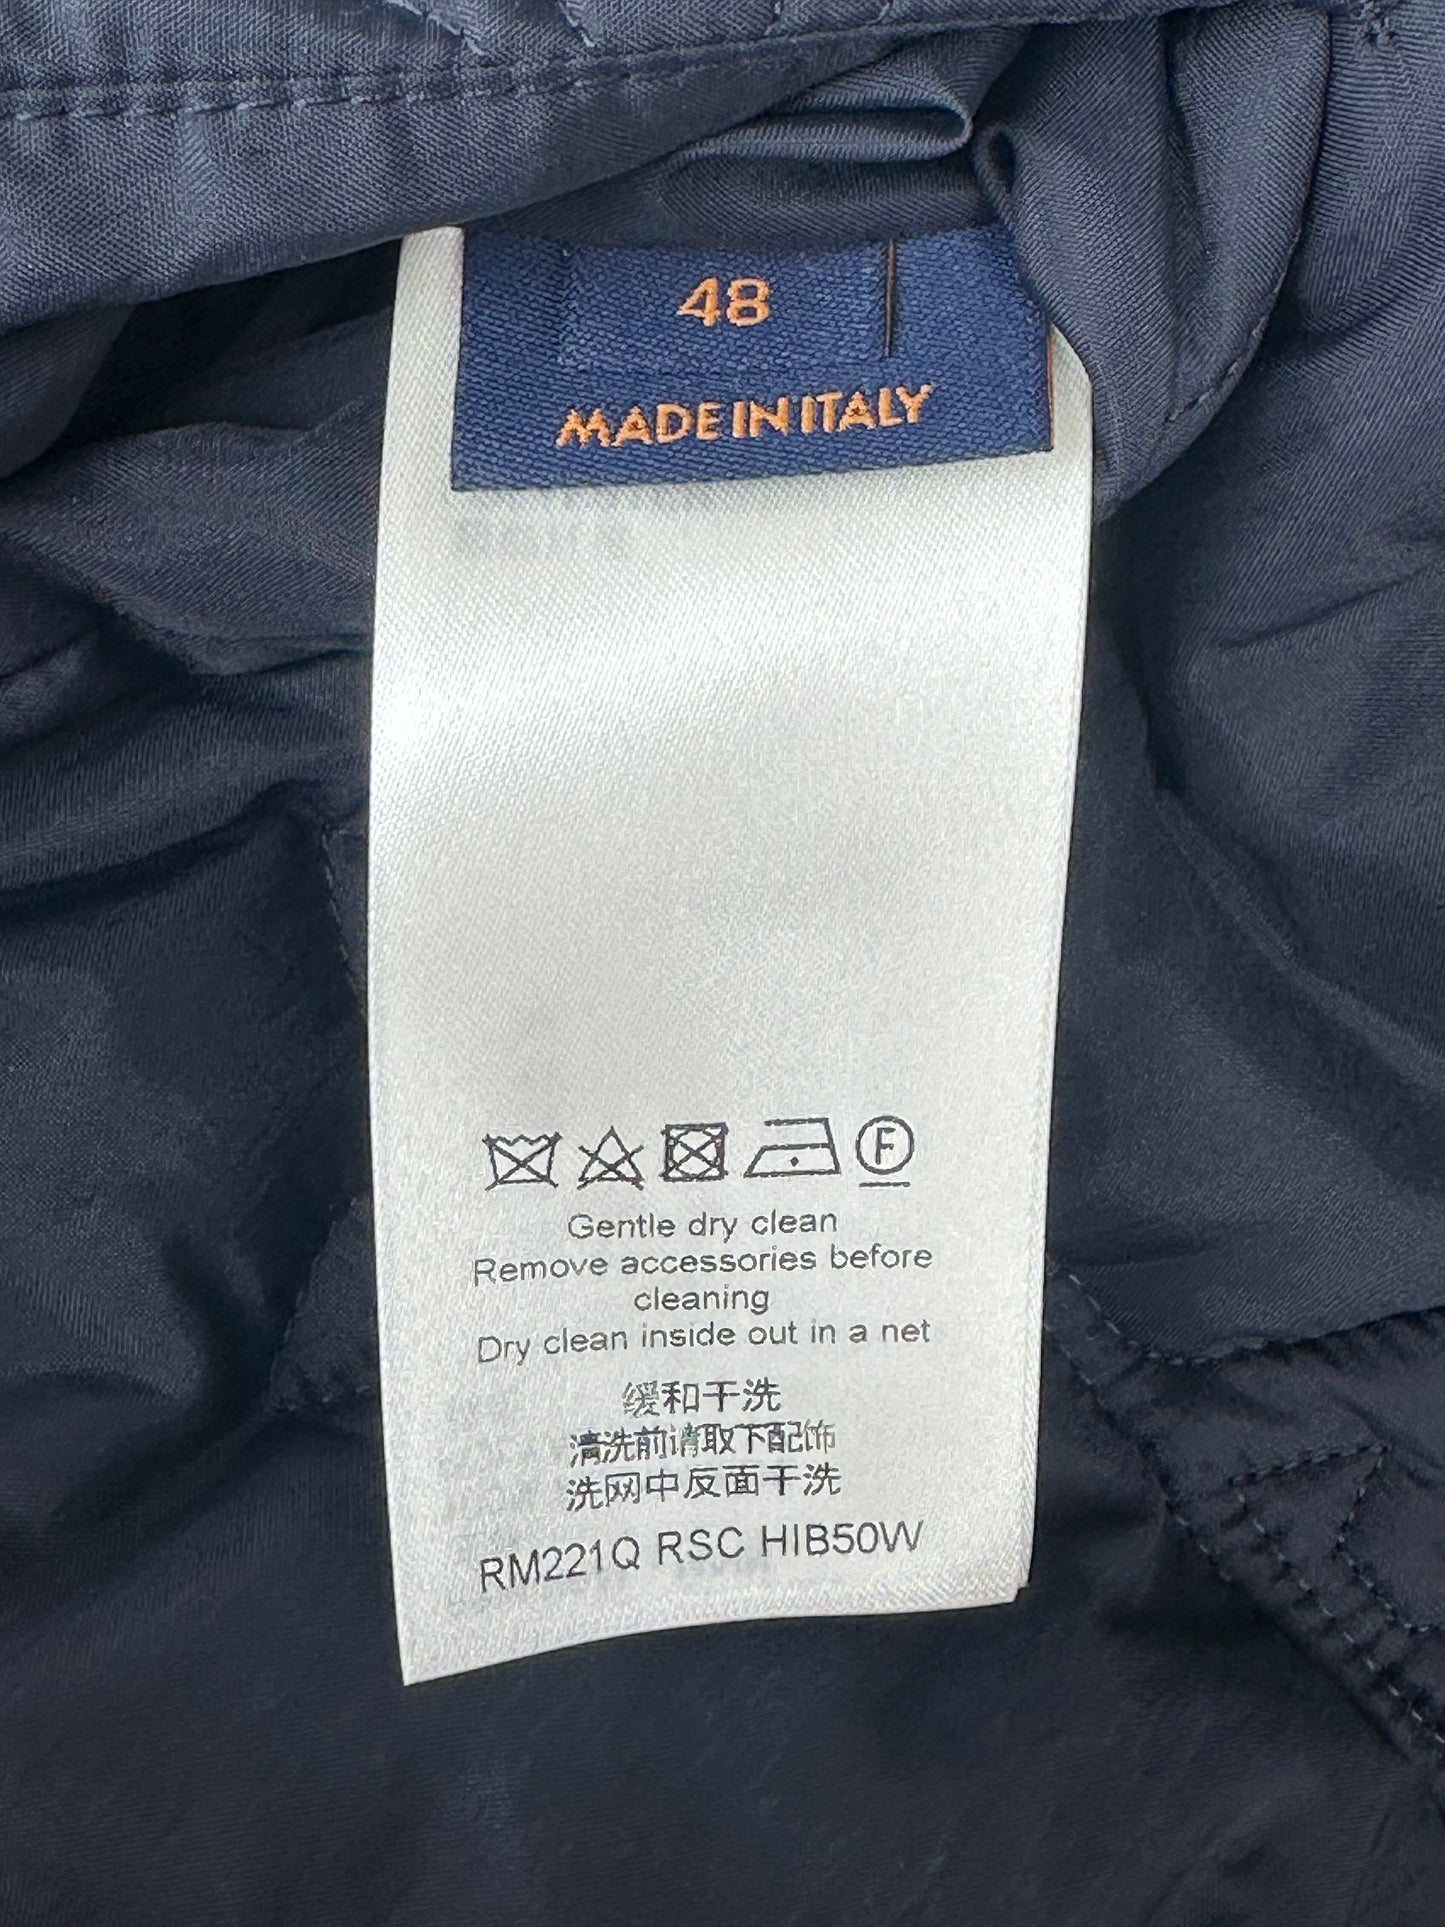 48
MADE IN ITALY
F
Gentle dry clean
Remove accessories before
cleaning
Dry clean inside out in a net
缓和干洗
清洗前请取下配饰
洗网中反面干洗
RM221Q RSC HIB50W